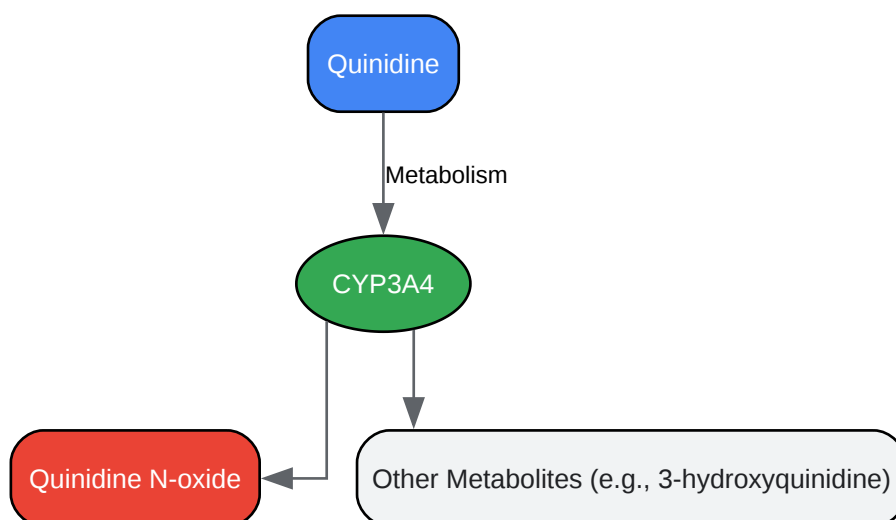 Quinidine
Metabolism
CYP3A4
Quinidine N-oxide
Other Metabolites (e.g., 3-hydroxyquinidine)